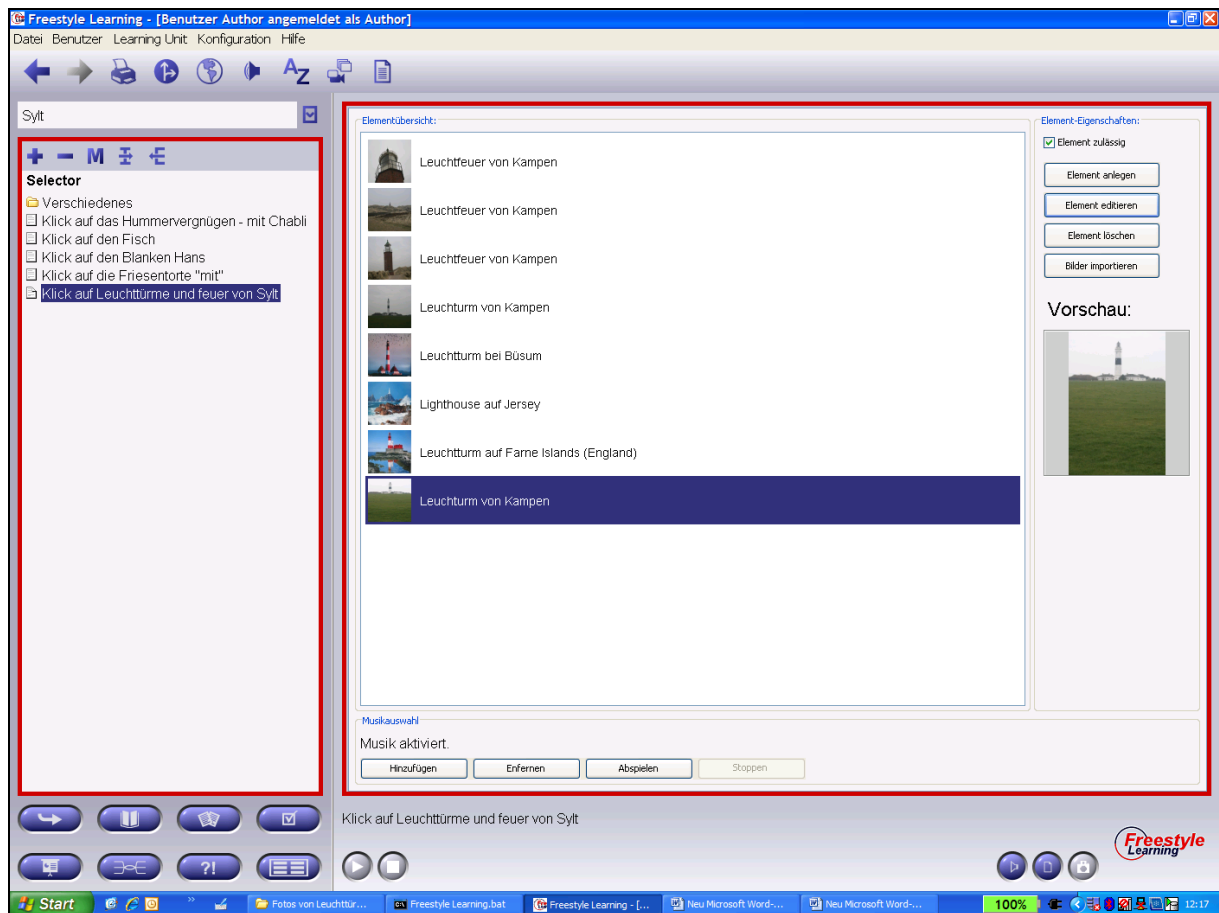 Freestyle Learning - [Benutzer Author angemeldet als Author]
Datei Benutzer Learning Unit Konfiguration Hilfe
AZ
Sylt
M
Selector
Verschiedenes
Klick auf das Hummervergnügen - mit Chabli
Klick auf den Fisch
Klick auf den Blanken Hans
Klick auf die Friesentorte "mit"
Klick auf Leuchttürme und feuer von Sylt
Elementübersicht:
Leuchtfeuer von Kampen
Leuchtfeuer von Kampen
Leuchtfeuer von Kampen
Leuchturm von Kampen
Leuchtturm bei Büsum
Lighthouse auf Jersey
Leuchtturm auf Farne Islands (England)
Leuchturm von Kampen
Element-Eigenschaften:
Element zulässig
Element anlegen
Element editieren
Element löschen
Bilder importieren
Vorschau:
Musikauswahl
Musik aktiviert.
Hinzufügen Enfernen Abspielen Stoppen
Klick auf Leuchttürme und feuer von Sylt
?!
Freestyle
Learning
Start
Fotos von Leuchttür...
Freestyle Learning.bat
Freestyle Learning - [...
Neu Microsoft Word-...
Neu Microsoft Word-...
100%
12:17